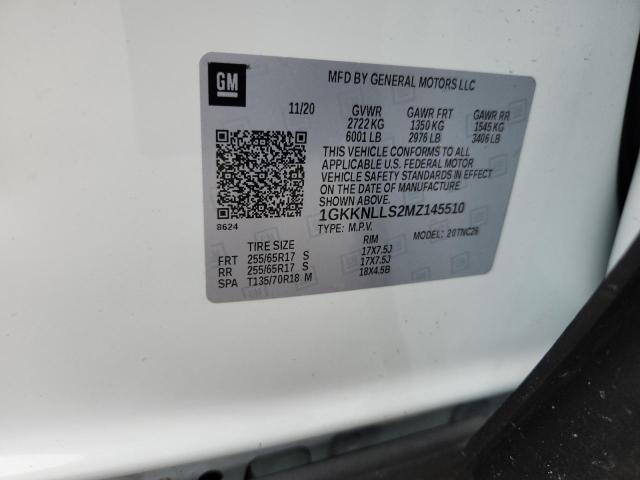 GM
MFD BY GENERAL MOTORS LLC
11/20 GVWR GAWR FRT GAWR RR
2722 KG 1350 KG 1545 KG
6001 LB 2976 LB 3406 LB
THIS VEHICLE CONFORMS TO ALL
APPLICABLE U.S. FEDERAL MOTOR
VEHICLE SAFETY STANDARDS IN EFFECT
ON THE DATE OF MANUFACTURE
SHOWN ABOVE.
1GKKNLLS2MZ145510
8624 TYPE: M.P.V. MODEL: 20TNC26
TIRE SIZE RIM
FRT 255/65R17 S 17X7.5J
RR 255/65R17 S 17X7.5J
SPA T135/70R18 M 18X4.5B